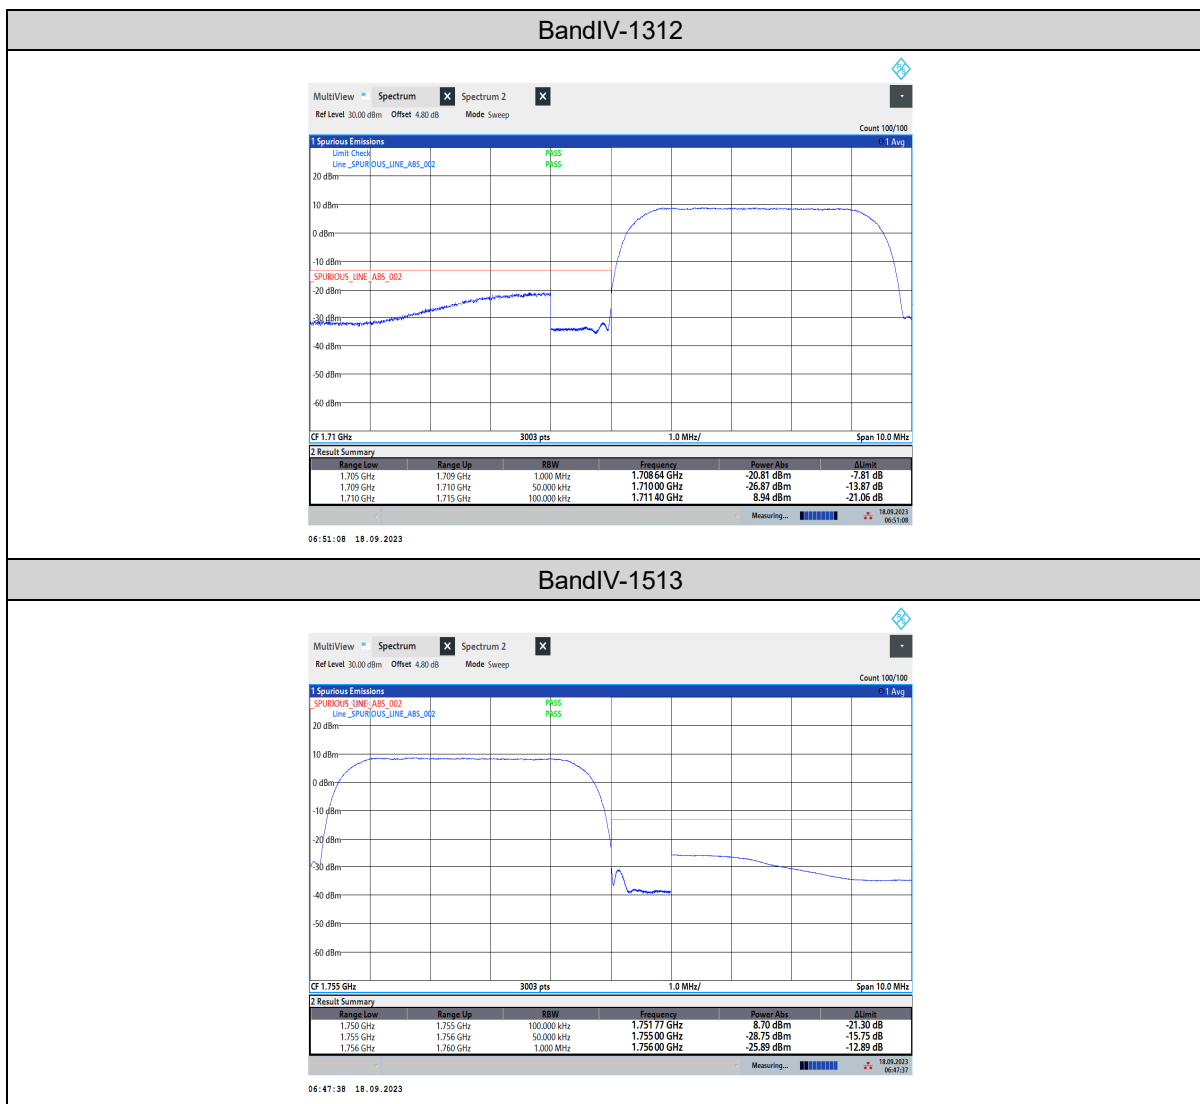 BandIV-1312
MultiView Spectrum X Spectrum 2 X
Ref Level 30.00 dBm Offset 4.80 dB Mode Sweep
Count 100/100
1 Spurious Emissions 1 Avg
Limit Check PASS
Line _SPURIOUS_LINE_ABS_002 PASS
20 dBm
10 dBm
0 dBm
-10 dBm
_SPURIOUS_LINE_ABS_002
-20 dBm
-30 dBm
-40 dBm
-50 dBm
-60 dBm
CF 1.71 GHz 3003 pts 1.0 MHz/ Span 10.0 MHz
2 Result Summary
Range Low Range Up RBW Frequency Power Abs ΔLimit
1.705 GHz 1.709 GHz 1.000 MHz 1.70864 GHz -20.81 dBm -7.81 dB
1.709 GHz 1.710 GHz 50.000 kHz 1.71000 GHz -26.87 dBm -13.87 dB
1.710 GHz 1.715 GHz 100.000 kHz 1.71140 GHz 8.94 dBm -21.06 dB
Measuring... 18.09.2023
06:51:08
06:51:08 18.09.2023
BandIV-1513
MultiView Spectrum X Spectrum 2 X
Ref Level 30.00 dBm Offset 4.80 dB Mode Sweep
Count 100/100
1 Spurious Emissions 1 Avg
_SPURIOUS_LINE_ABS_002 PASS
Line _SPURIOUS_LINE_ABS_002 PASS
20 dBm
10 dBm
0 dBm
-10 dBm
-20 dBm
-30 dBm
-40 dBm
-50 dBm
-60 dBm
CF 1.755 GHz 3003 pts 1.0 MHz/ Span 10.0 MHz
2 Result Summary
Range Low Range Up RBW Frequency Power Abs ΔLimit
1.750 GHz 1.755 GHz 100.000 kHz 1.75177 GHz 8.70 dBm -21.30 dB
1.755 GHz 1.756 GHz 50.000 kHz 1.75500 GHz -28.75 dBm -15.75 dB
1.756 GHz 1.760 GHz 1.000 MHz 1.75600 GHz -25.89 dBm -12.89 dB
Measuring... 18.09.2023
06:47:37
06:47:38 18.09.2023